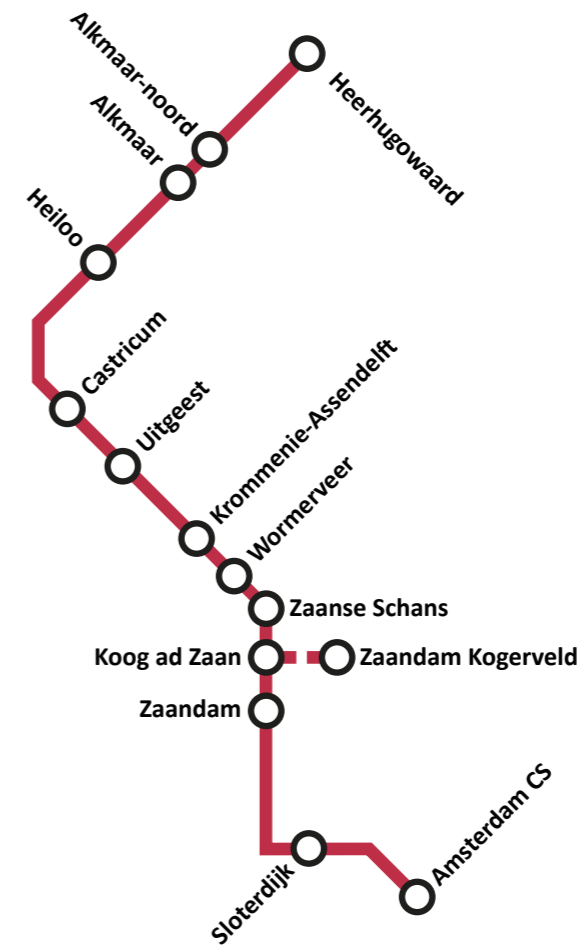 Heerhugowaard
Alkmaar-noord
Alkmaar
Heiloo
Castricum
Uitgeest
Krommenie-Assendelft
Wormerveer
Zaanse Schans
Koog ad Zaan
Zaandam Kogerveld
Zaandam
Sloterdijk
Amsterdam CS